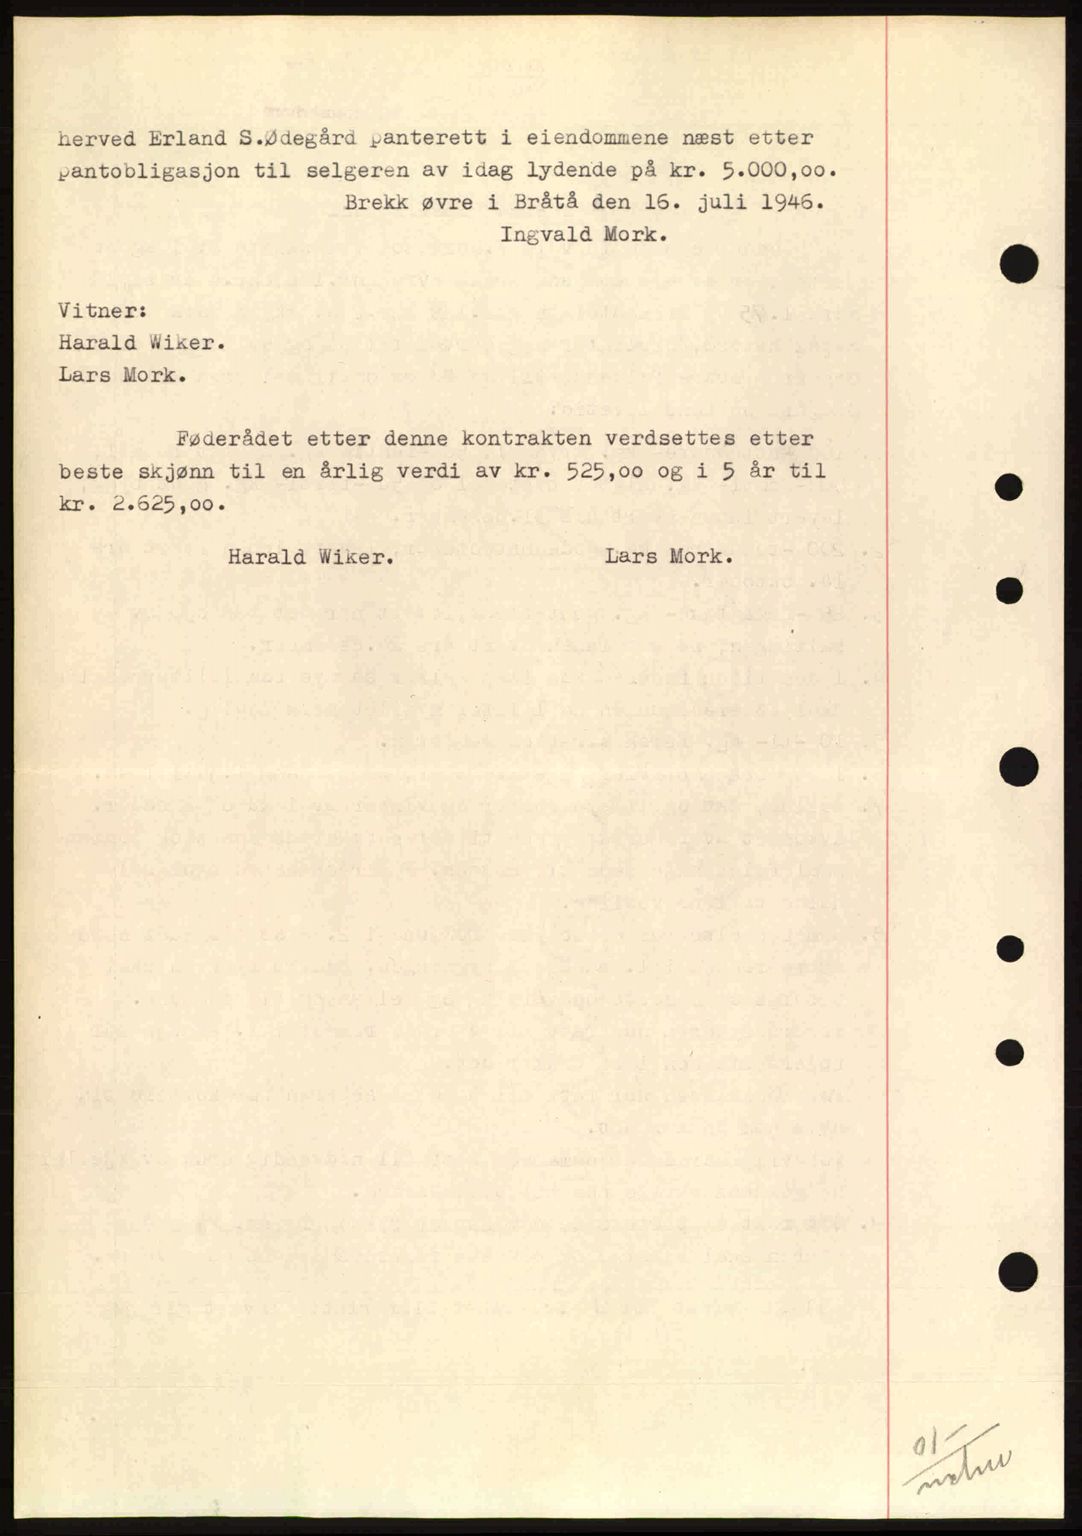 herved Erland S.Ødegård panterett i eiendommene næst etter
pantobligasjon til selgeren av idag lydende på kr. 5.000,oo.
Brekk øvre i Bråtå den 16. juli 1946.
Ingvald Mork.
Vitner:
Harald Wiker.
Lars Mork.
Føderådet etter denne kontrakten verdsettes etter
beste skjønn til en årlig verdi av kr. 525,oo og i 5 år til
kr. 2.625,oo.
Harald Wiker. Lars Mork.